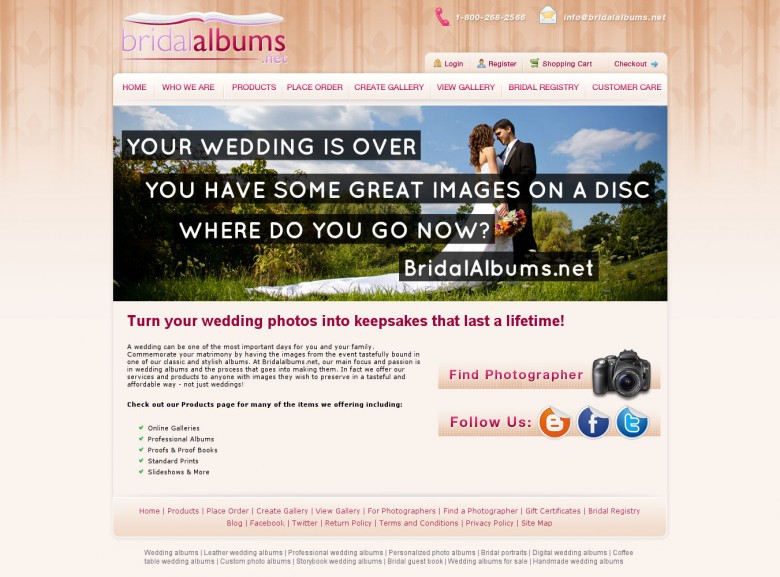 bridalalbums
.net
1-800-268-2566 info@bridalalbums.net
Login Register Shopping Cart Checkout
HOME WHO WE ARE PRODUCTS PLACE ORDER CREATE GALLERY VIEW GALLERY BRIDAL REGISTRY CUSTOMER CARE
YOUR WEDDING IS OVER
YOU HAVE SOME GREAT IMAGES ON A DISC
WHERE DO YOU GO NOW?
BridalAlbums.net
Turn your wedding photos into keepsakes that last a lifetime!
A wedding can be one of the most important days for you and your family.
Commemorate your matrimony by having the images from the event tastefully bound in
one of our classic and stylish albums. At Bridalalbums.net, our main focus and passion is
in wedding albums and the process that goes into making them. In fact we offer our
services and products to anyone with images they wish to preserve in a tasteful and
affordable way - not just weddings!
Check out our Products page for many of the items we offering including:
Online Galleries
Professional Albums
Proofs & Proof Books
Standard Prints
Slideshows & More
Find Photographer
Follow Us:
Home | Products | Place Order | Create Gallery | View Gallery | For Photographers | Find a Photographer | Gift Certificates | Bridal Registry
Blog | Facebook | Twitter | Return Policy | Terms and Conditions | Privacy Policy | Site Map
Wedding albums | Leather wedding albums | Professional wedding albums | Personalized photo albums | Bridal portraits | Digital wedding albums | Coffee
table wedding albums | Custom photo albums | Storybook wedding albums | Bridal guest book | Wedding albums for sale | Handmade wedding albums